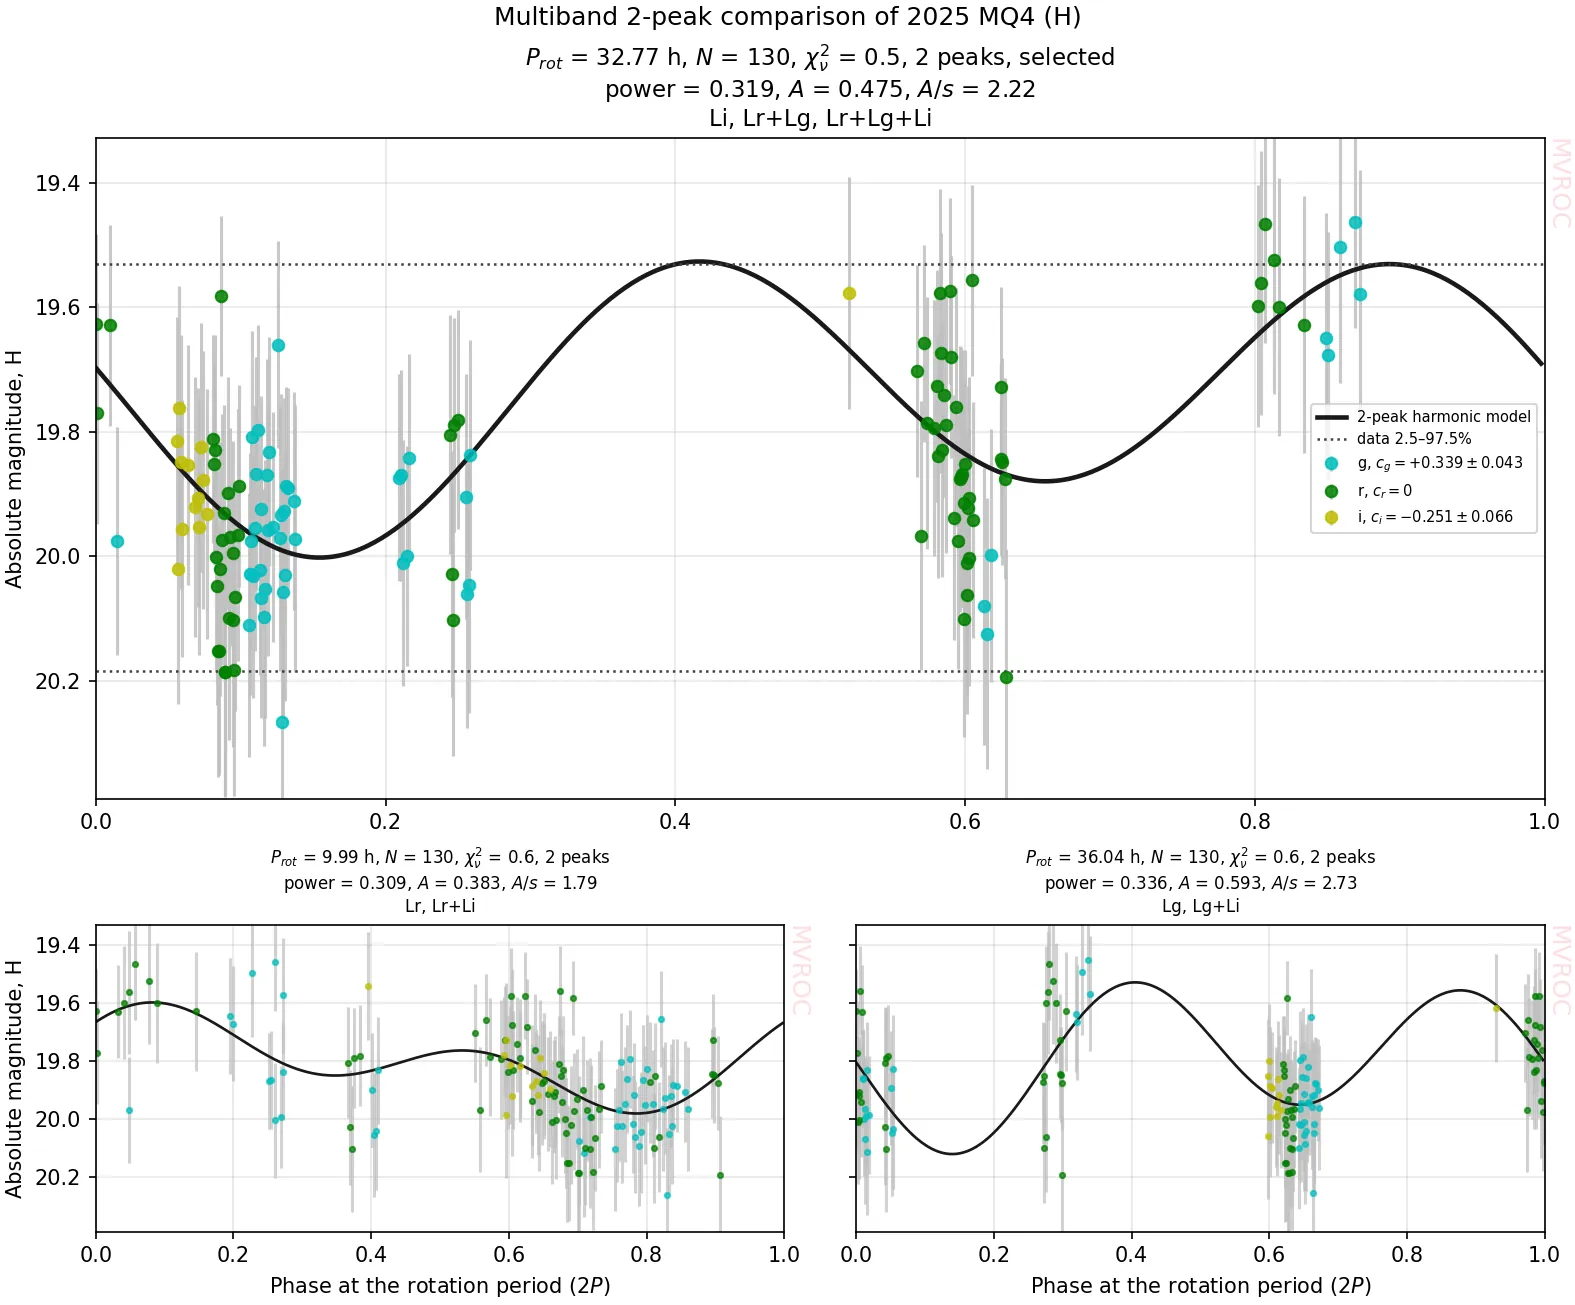 Multiband 2-peak comparison of 2025 MQ4 (H)
P_rot = 32.77 h, N = 130, χ²_ν = 0.5, 2 peaks, selected
power = 0.319, A = 0.475, A/s = 2.22
Li, Lr+Lg, Lr+Lg+Li
Absolute magnitude, H
19.4
19.6
19.8
20.0
20.2
0.0 0.2 0.4 0.6 0.8 1.0
2-peak harmonic model
data 2.5–97.5%
g, c_g = +0.339 ± 0.043
r, c_r = 0
i, c_i = −0.251 ± 0.066
MVROC
P_rot = 9.99 h, N = 130, χ²_ν = 0.6, 2 peaks
power = 0.309, A = 0.383, A/s = 1.79
Lr, Lr+Li
Absolute magnitude, H
19.4
19.6
19.8
20.0
20.2
0.0 0.2 0.4 0.6 0.8 1.0
Phase at the rotation period (2P)
MVROC
P_rot = 36.04 h, N = 130, χ²_ν = 0.6, 2 peaks
power = 0.336, A = 0.593, A/s = 2.73
Lg, Lg+Li
0.0 0.2 0.4 0.6 0.8 1.0
Phase at the rotation period (2P)
MVROC